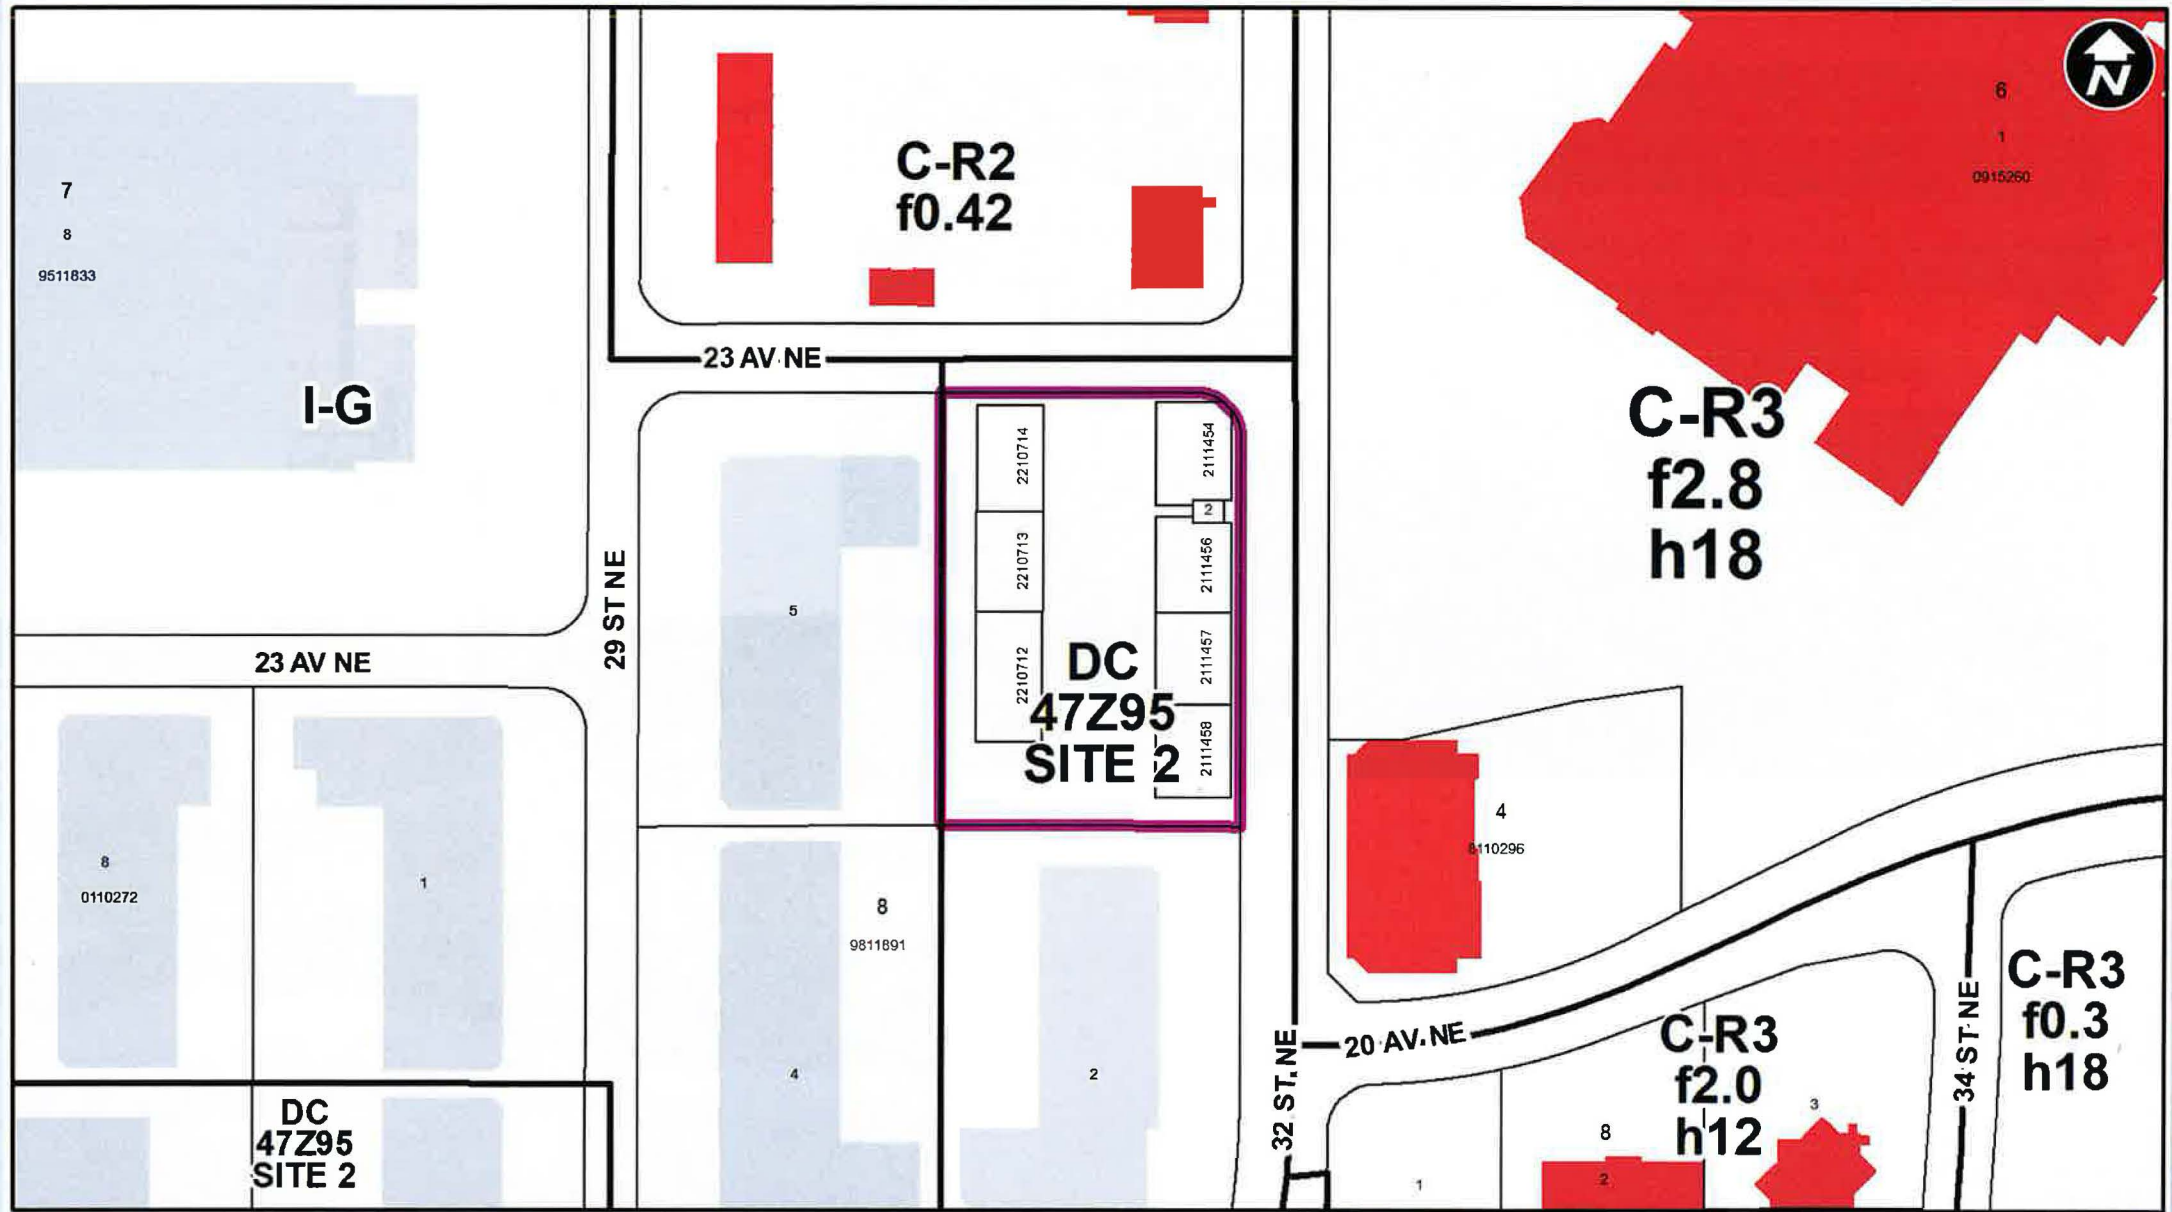 N
6
1
0915260
C-R2
f0.42
7
8
9511833
23 AV NE
I-G
C-R3
f2.8
h18
2210714
2111454
2
2210713
2111456
29 ST NE
5
2210712
2111457
2111458
DC
47Z95
SITE 2
23 AV NE
4
8110296
8
0110272
1
8
9811891
4
2
32 ST NE
20 AV NE
C-R3
f2.0
h12
34 ST NE
C-R3
f0.3
h18
DC
47Z95
SITE 2
3
8
2
1